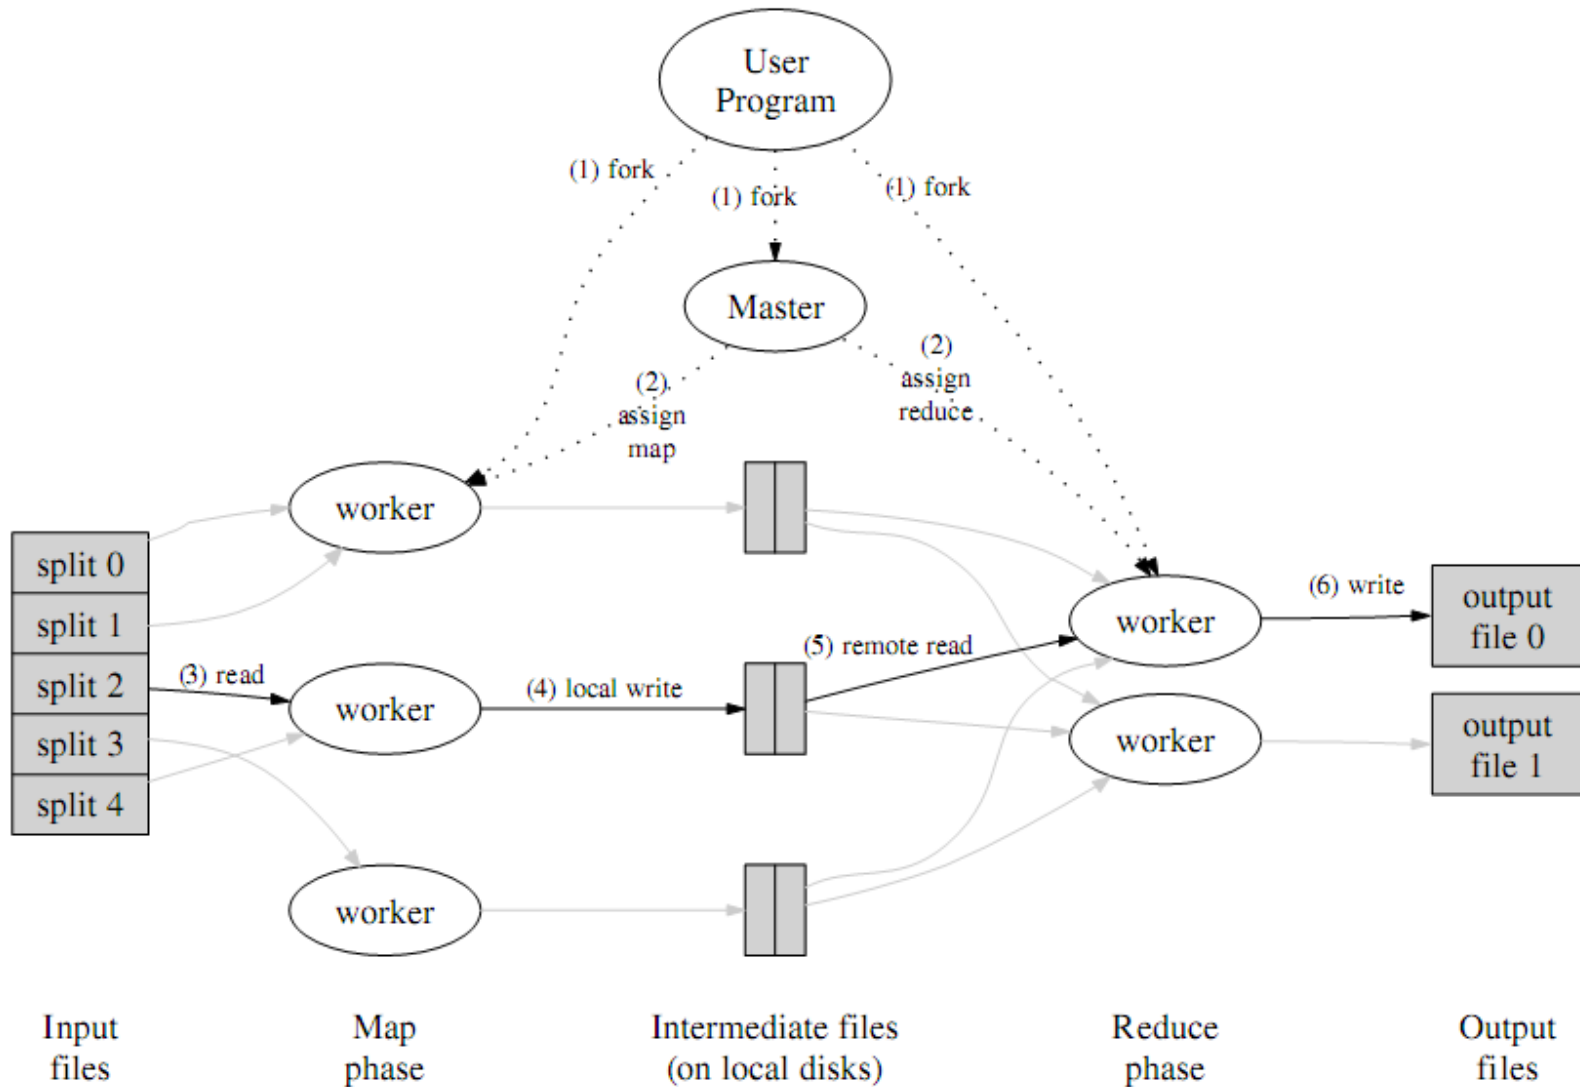 User
Program
(1) fork
(1) fork
(1) fork
Master
(2)
assign
map
(2)
assign
reduce
worker
split 0
split 1
split 2
split 3
split 4
(3) read
worker
(4) local write
(5) remote read
worker
(6) write
output
file 0
worker
output
file 1
worker
Input
files
Map
phase
Intermediate files
(on local disks)
Reduce
phase
Output
files